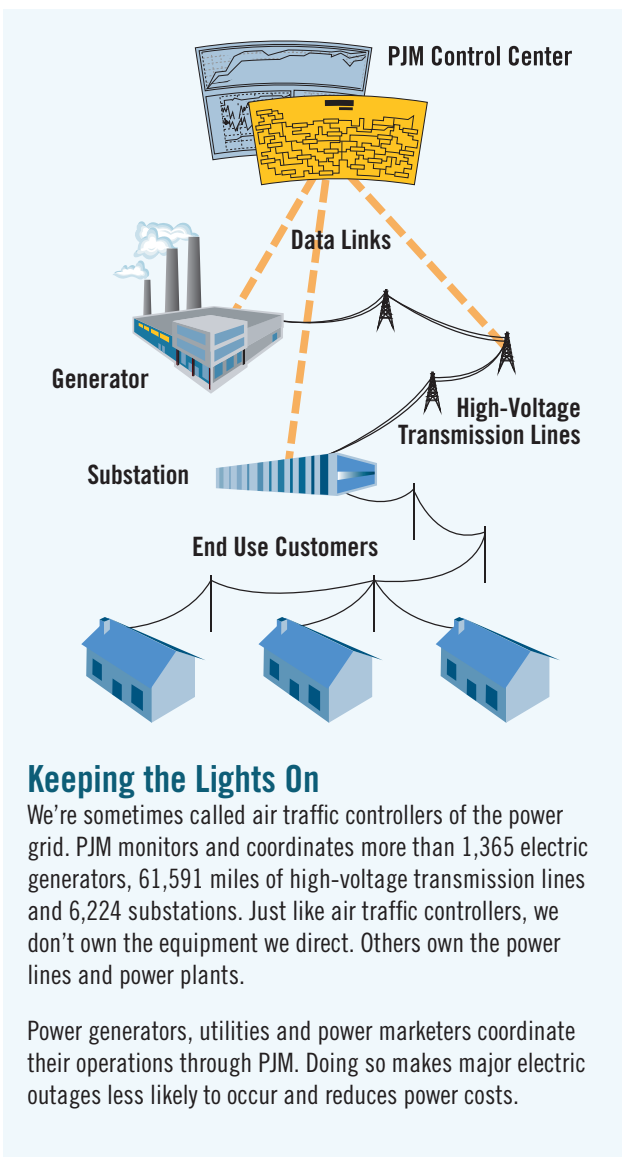 PJM Control Center
Data Links
Generator
High-Voltage
Transmission Lines
Substation
End Use Customers
Keeping the Lights On
We’re sometimes called air traffic controllers of the power
grid. PJM monitors and coordinates more than 1,365 electric
generators, 61,591 miles of high-voltage transmission lines
and 6,224 substations. Just like air traffic controllers, we
don’t own the equipment we direct. Others own the power
lines and power plants.
Power generators, utilities and power marketers coordinate
their operations through PJM. Doing so makes major electric
outages less likely to occur and reduces power costs.